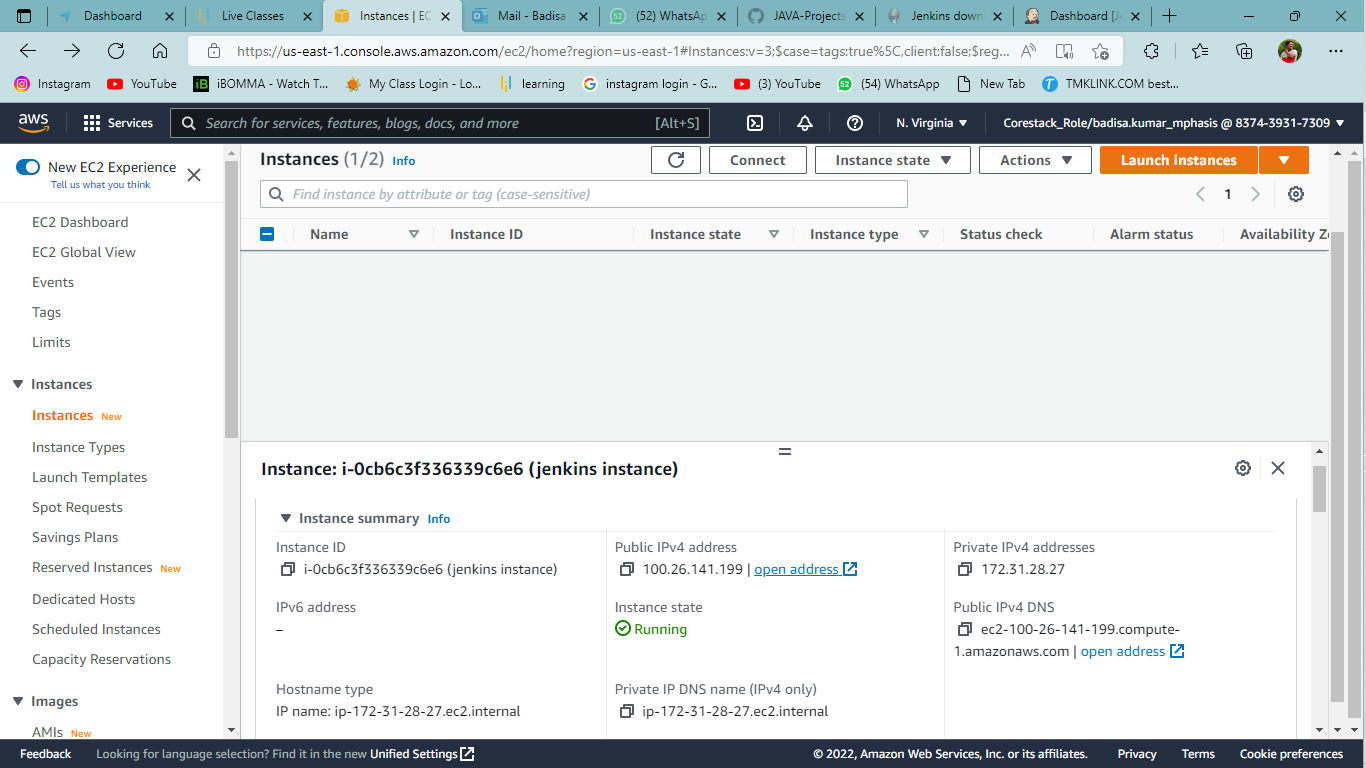 Dashboard
Live Classes
Instances | EC
Mail - Badisa
(52) WhatsAp
JAVA-Projects
Jenkins down
Dashboard [Je
https://us-east-1.console.aws.amazon.com/ec2/home?region=us-east-1#Instances:v=3;$case=tags:true%5C,client:false;$reg...
Instagram
YouTube
iBOMMA - Watch T...
My Class Login - Lo...
learning
instagram login - G...
(3) YouTube
(54) WhatsApp
New Tab
TMKLINK.COM best...
aws
Services
Search for services, features, blogs, docs, and more
[Alt+S]
N. Virginia
Corestack_Role/badisa.kumar_mphasis @ 8374-3931-7309
New EC2 Experience
Tell us what you think
EC2 Dashboard
EC2 Global View
Events
Tags
Limits
Instances
Instances New
Instance Types
Launch Templates
Spot Requests
Savings Plans
Reserved Instances New
Dedicated Hosts
Scheduled Instances
Capacity Reservations
Images
AMIs New
Instances (1/2) Info
Connect
Instance state
Actions
Launch instances
Find instance by attribute or tag (case-sensitive)
1
Name
Instance ID
Instance state
Instance type
Status check
Alarm status
Availability Zo
Instance: i-0cb6c3f336339c6e6 (jenkins instance)
Instance summary Info
Instance ID
i-0cb6c3f336339c6e6 (jenkins instance)
Public IPv4 address
100.26.141.199 | open address
Private IPv4 addresses
172.31.28.27
IPv6 address
–
Instance state
Running
Public IPv4 DNS
ec2-100-26-141-199.compute-
1.amazonaws.com | open address
Hostname type
IP name: ip-172-31-28-27.ec2.internal
Private IP DNS name (IPv4 only)
ip-172-31-28-27.ec2.internal
Feedback
Looking for language selection? Find it in the new Unified Settings
© 2022, Amazon Web Services, Inc. or its affiliates.
Privacy
Terms
Cookie preferences